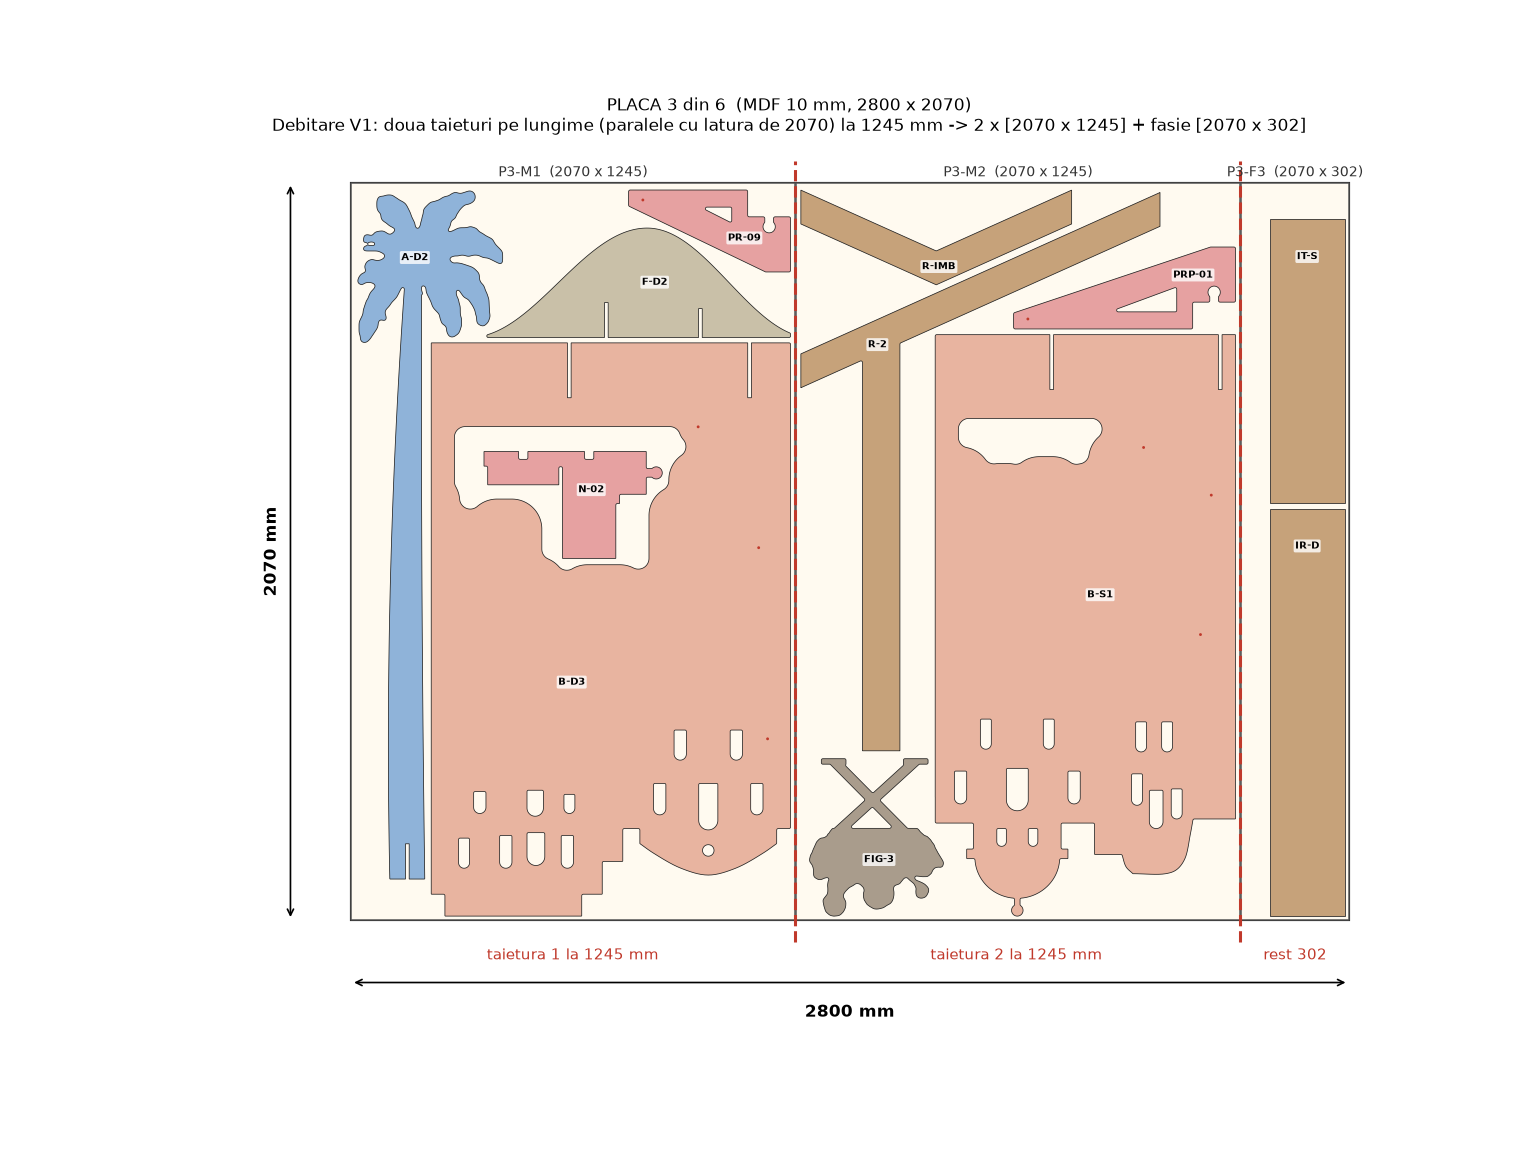 PLACA 3 din 6  (MDF 10 mm, 2800 x 2070)
Debitare V1: doua taieturi pe lungime (paralele cu latura de 2070) la 1245 mm -> 2 x [2070 x 1245] + fasie [2070 x 302]
P3-M1  (2070 x 1245)
P3-M2  (2070 x 1245)
P3-F3  (2070 x 302)
A-D2
PR-09
F-D2
R-IMB
PRP-01
IT-S
R-2
N-02
IR-D
B-S1
B-D3
FIG-3
2070 mm
taietura 1 la 1245 mm
taietura 2 la 1245 mm
rest 302
2800 mm